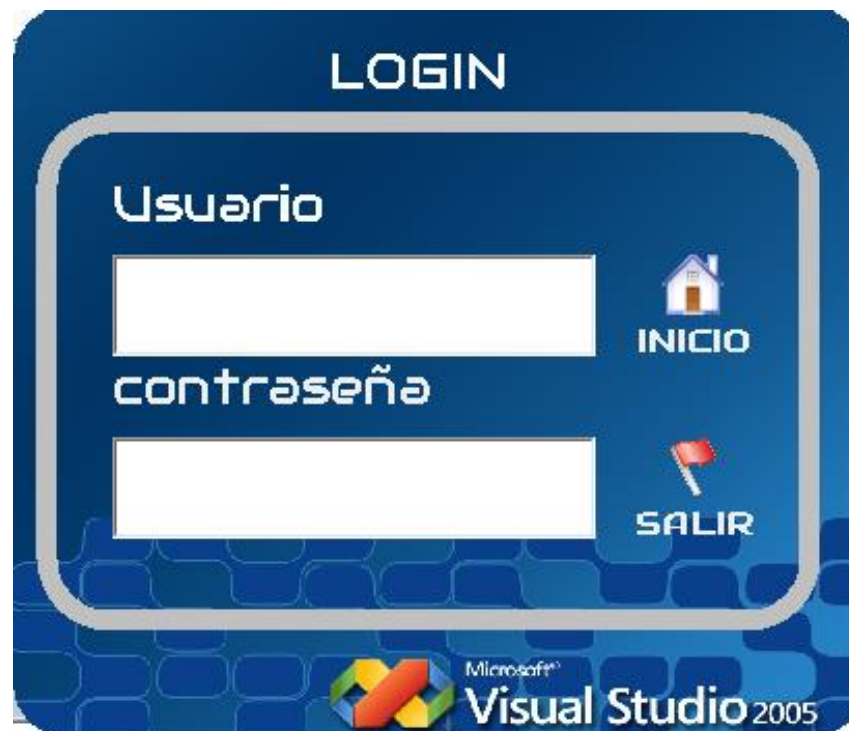 LOGIN
Usuario
INICIO
contraseña
SALIR
Microsoft®
Visual Studio 2005